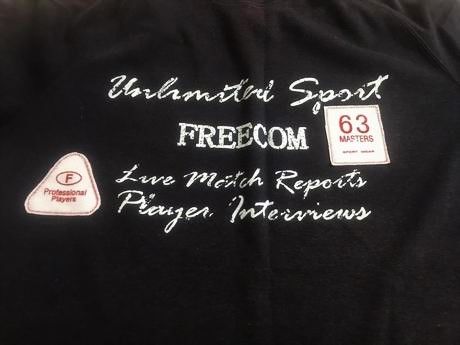 Unlimited Sport
FREECOM
63
MASTERS
SPORT WEAR
Live Match Reports
Player Interviews
F
Professional
Players